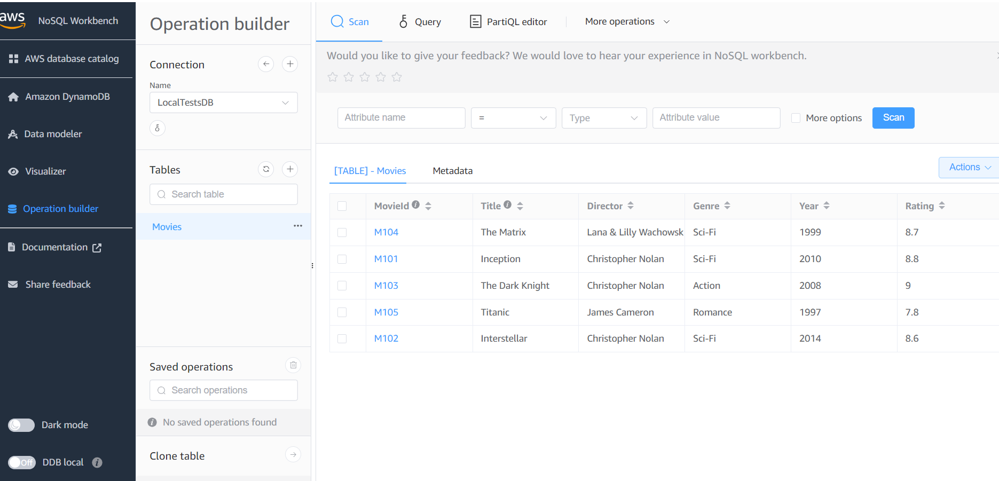 aws
NoSQL Workbench
AWS database catalog
Amazon DynamoDB
Data modeler
Visualizer
Operation builder
Documentation
Share feedback
Dark mode
Off
DDB local
Operation builder
Connection
Name
LocalTestsDB
Tables
Search table
Movies
Saved operations
Search operations
No saved operations found
Clone table
Scan Query PartiQL editor More operations
Would you like to give your feedback? We would love to hear your experience in NoSQL workbench.
Attribute name = Type Attribute value More options Scan
[TABLE] - Movies Metadata Actions
MovieId Title Director Genre Year Rating
M104 The Matrix Lana & Lilly Wachowsk Sci-Fi 1999 8.7
M101 Inception Christopher Nolan Sci-Fi 2010 8.8
M103 The Dark Knight Christopher Nolan Action 2008 9
M105 Titanic James Cameron Romance 1997 7.8
M102 Interstellar Christopher Nolan Sci-Fi 2014 8.6